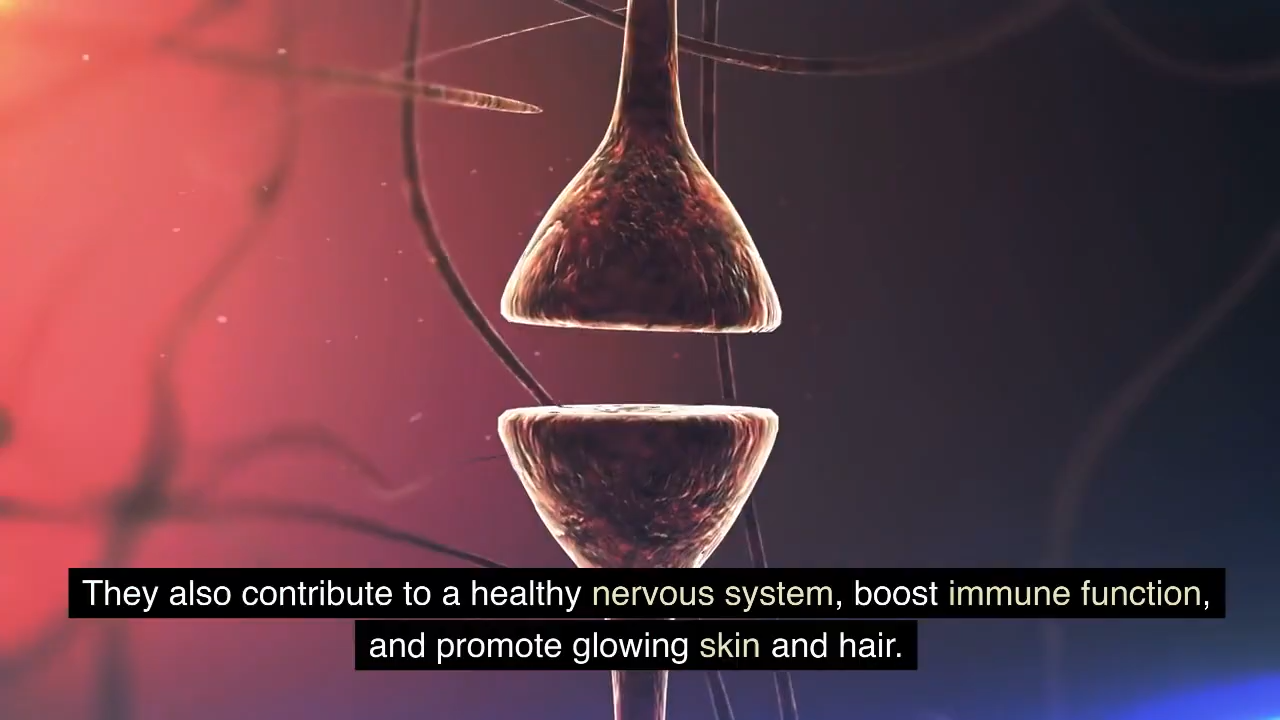 They also contribute to a healthy nervous system, boost immune function,
and promote glowing skin and hair.